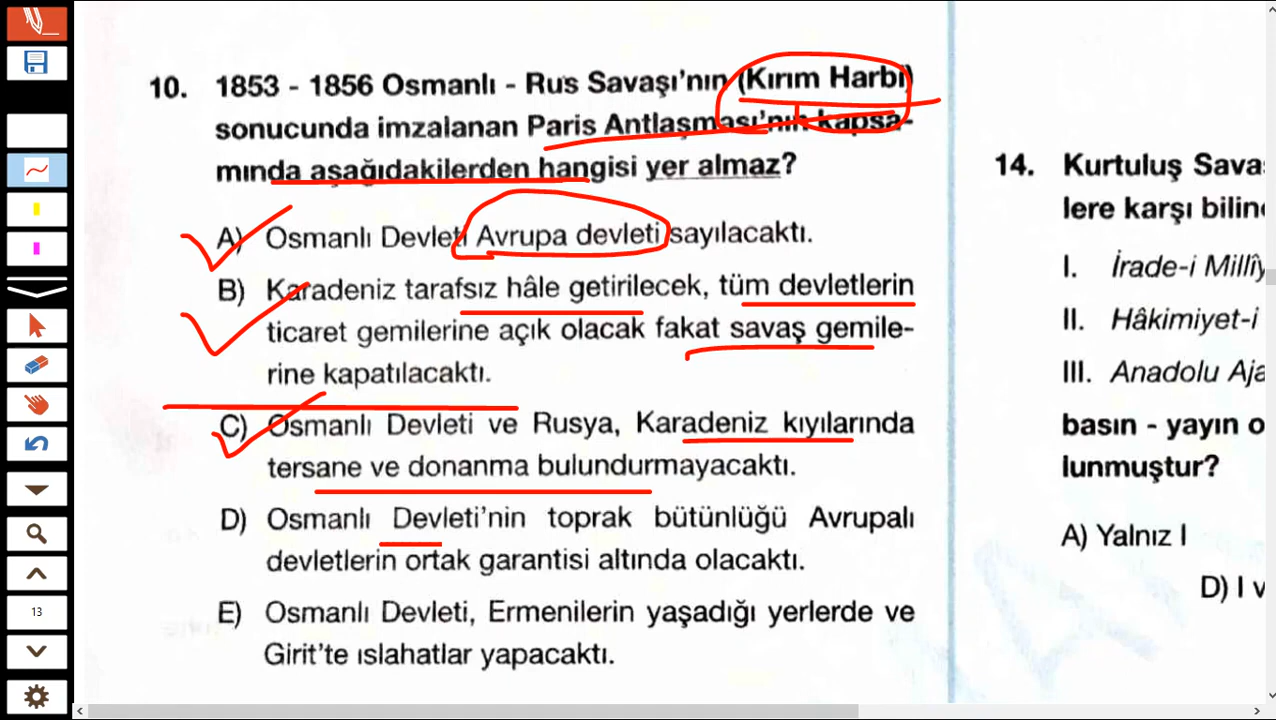 10. 1853 - 1856 Osmanlı - Rus Savaşı'nın (Kırım Harbi)
sonucunda imzalanan Paris Antlaşması'nın kapsa-
mında aşağıdakilerden hangisi yer almaz?
A) Osmanlı Devleti Avrupa devleti sayılacaktı.
B) Karadeniz tarafsız hâle getirilecek, tüm devletlerin
ticaret gemilerine açık olacak fakat savaş gemile-
rine kapatılacaktı.
C) Osmanlı Devleti ve Rusya, Karadeniz kıyılarında
tersane ve donanma bulundurmayacaktı.
D) Osmanlı Devleti'nin toprak bütünlüğü Avrupalı
devletlerin ortak garantisi altında olacaktı.
E) Osmanlı Devleti, Ermenilerin yaşadığı yerlerde ve
Girit'te ıslahatlar yapacaktı.
14. Kurtuluş Sava
lere karşı bilin
I. İrade-i Millîy
II. Hâkimiyet-i
III. Anadolu Aja
basın - yayın o
lunmuştur?
A) Yalnız I
D) I v
13